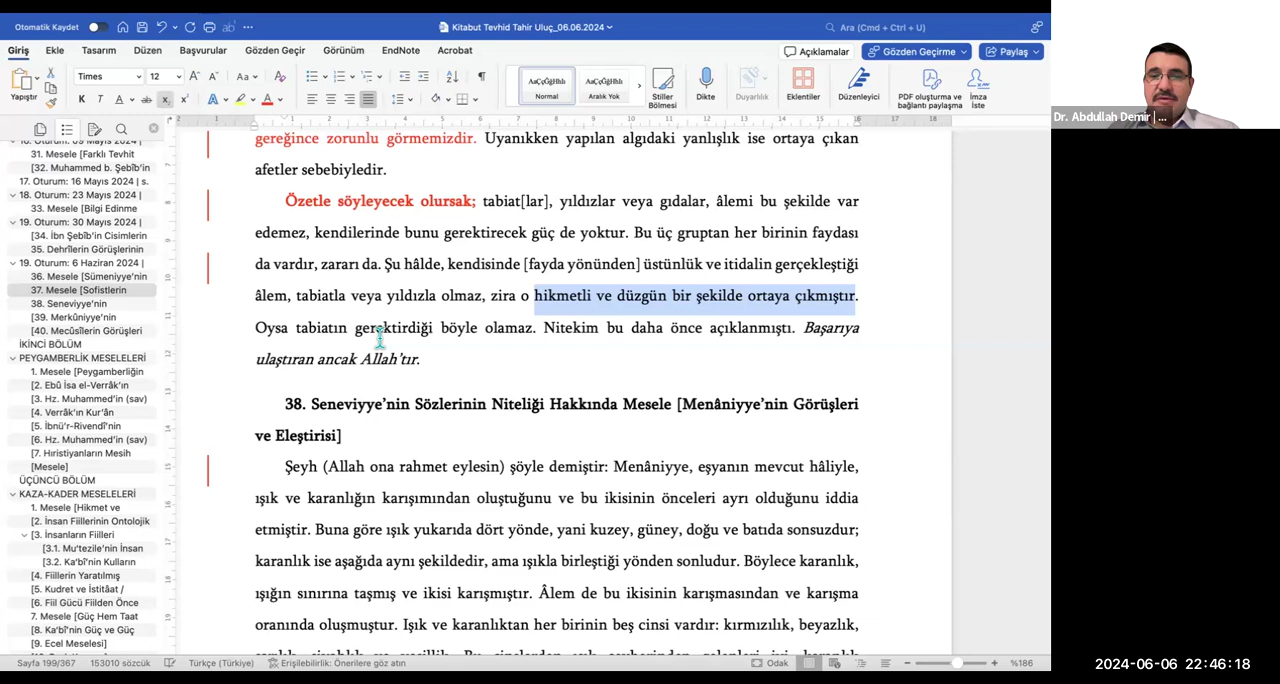 Otomatik Kaydet
Kitabut Tevhid Tahir Uluç_06.06.2024
Ara (Cmd + Ctrl + U)
Giriş Ekle Tasarım Düzen Başvurular Gözden Geçir Görünüm EndNote Acrobat
Açıklamalar Gözden Geçirme Paylaş
Yapıştır
Times 12
K T A
AaÇçĞğHhİı Normal
AaÇçĞğHhİı Aralık Yok
Stiller Bölmesi
Dikte
Duyarlılık
Eklentiler
Düzenleyici
PDF oluşturma ve bağlantı paylaşma
İmza İste
31. Mesele [Farklı Tevhit
[32. Muhammed b. Şebîb'in
17. Oturum: 16 Mayıs 2024 | s.
18. Oturum: 23 Mayıs 2024 |
33. Mesele [Bilgi Edinme
19. Oturum: 30 Mayıs 2024 |
[34. İbn Şebîb'in Cisimlerin
35. Dehrîlerin Görüşlerinin
19. Oturum: 6 Haziran 2024 |
36. Mesele [Sümeniyye'nin
37. Mesele [Sofistlerin
38. Seneviyye'nin
[39. Merkûniyye'nin
[40. Mecûsîlerin Görüşleri
İKİNCİ BÖLÜM
PEYGAMBERLİK MESELELERİ
1. Mesele [Peygamberliğin
[2. Ebû İsa el-Verrâk'ın
[3. Hz. Muhammed'in (sav)
[4. Verrâk'ın Kur'ân
[5. İbnü'r-Rivendî'nin
[6. Hz. Muhammed'in (sav)
[7. Hıristiyanların Mesih
[Mesele]
ÜÇÜNCÜ BÖLÜM
KAZA-KADER MESELELERİ
1. Mesele [Hikmet ve
[2. İnsan Fiillerinin Ontolojik
[3. İnsanların Fiilleri
[3.1. Mu'tezile'nin İnsan
[3.2. Ka'bî'nin Kulların
[4. Fiillerin Yaratılmış
[5. Kudret ve İstitâat /
[6. Fiil Gücü Fiilden Önce
7. Mesele [Güç Hem Taat
[8. Ka'bî'nin Güç ve Güç
[9. Ecel Meselesi]
gereğince zorunlu görmemizdir. Uyanıkken yapılan algıdaki yanlışlık ise ortaya çıkan
afetler sebebiyledir.
Özetle söyleyecek olursak; tabiat[lar], yıldızlar veya gıdalar, âlemi bu şekilde var
edemez, kendilerinde bunu gerektirecek güç de yoktur. Bu üç gruptan her birinin faydası
da vardır, zararı da. Şu hâlde, kendisinde [fayda yönünden] üstünlük ve itidalin gerçekleştiği
âlem, tabiatla veya yıldızla olmaz, zira o hikmetli ve düzgün bir şekilde ortaya çıkmıştır.
Oysa tabiatın gerektirdiği böyle olamaz. Nitekim bu daha önce açıklanmıştı. Başarıya
ulaştıran ancak Allah'tır.
38. Seneviyye'nin Sözlerinin Niteliği Hakkında Mesele [Menâniyye'nin Görüşleri
ve Eleştirisi]
Şeyh (Allah ona rahmet eylesin) şöyle demiştir: Menâniyye, eşyanın mevcut hâliyle,
ışık ve karanlığın karışımından oluştuğunu ve bu ikisinin önceleri ayrı olduğunu iddia
etmiştir. Buna göre ışık yukarıda dört yönde, yani kuzey, güney, doğu ve batıda sonsuzdur;
karanlık ise aşağıda aynı şekildedir, ama ışıkla birleştiği yönden sonludur. Böylece karanlık,
ışığın sınırına taşmış ve ikisi karışmıştır. Âlem de bu ikisinin karışmasından ve karışma
oranında oluşmuştur. Işık ve karanlıktan her birinin beş cinsi vardır: kırmızılık, beyazlık,
Sayfa 199/367 153010 sözcük Türkçe (Türkiye) Erişilebilirlik: Önerilere göz atın Odak %186
Dr. Abdullah Demir | ...
2024-06-06 22:46:18